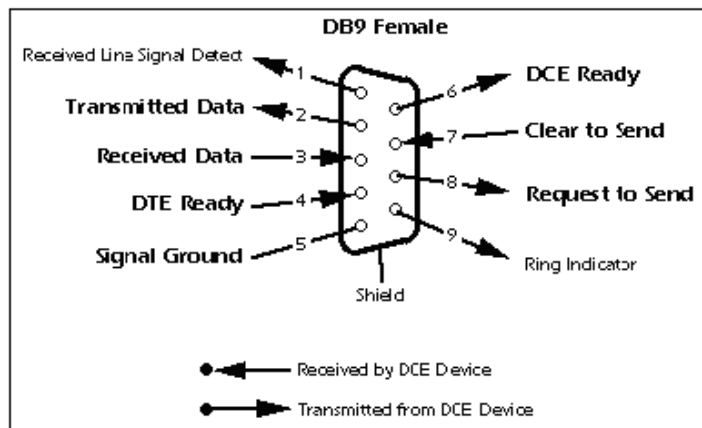 DB9 Female
Received Line Signal Detect
1
6
DCE Ready
Transmitted Data
2
7
Clear to Send
Received Data
3
8
Request to Send
DTE Ready
4
9
Ring Indicator
Signal Ground
5
Shield
Received by DCE Device
Transmitted from DCE Device